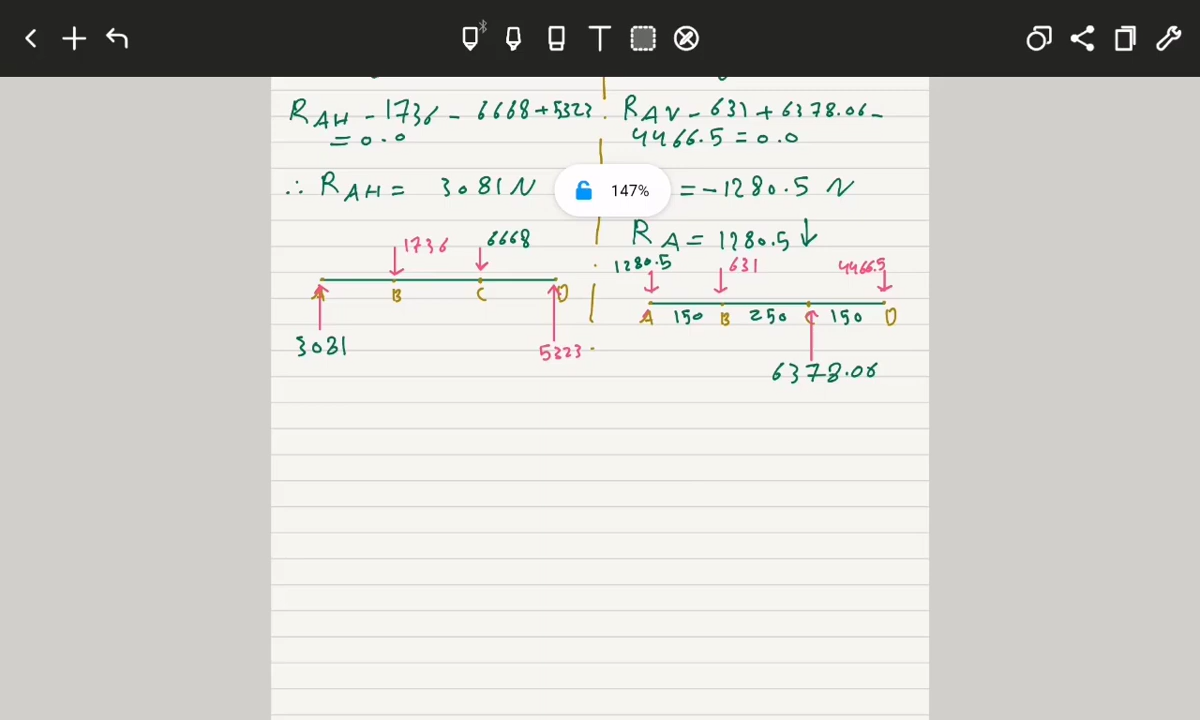 RAH - 1736 - 6668 + 5323
= 0.0
∴ RAH = 3081 N
1736
6668
A B C D
3081
5323
RAV - 631 + 6378.06 -
4466.5 = 0.0
147%
= -1280.5 N
RA = 1280.5 ↓
1280.5
631
4466.5
A 150 B 250 C 150 D
6378.06